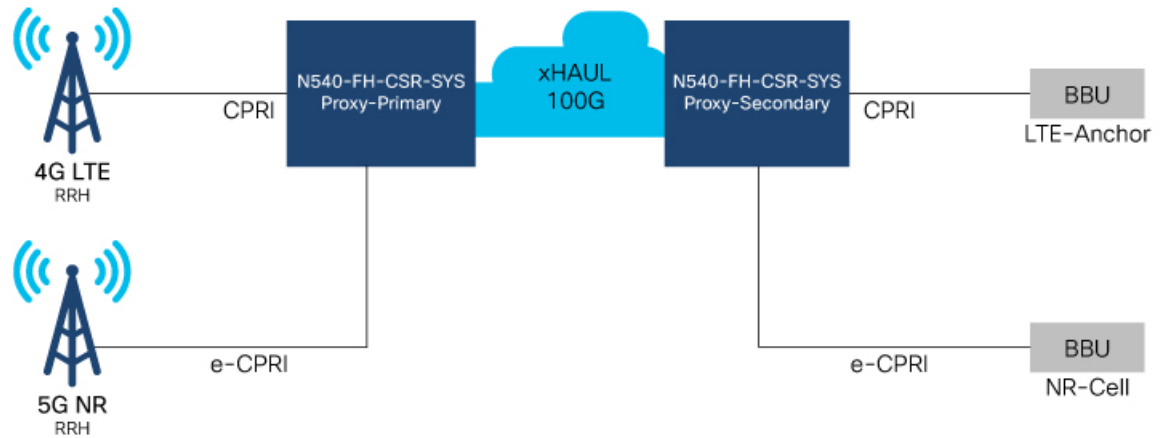 N540-FH-CSR-SYS
Proxy-Primary
xHAUL
100G
N540-FH-CSR-SYS
Proxy-Secondary
CPRI
CPRI
BBU
LTE-Anchor
4G LTE
RRH
e-CPRI
e-CPRI
BBU
NR-Cell
5G NR
RRH